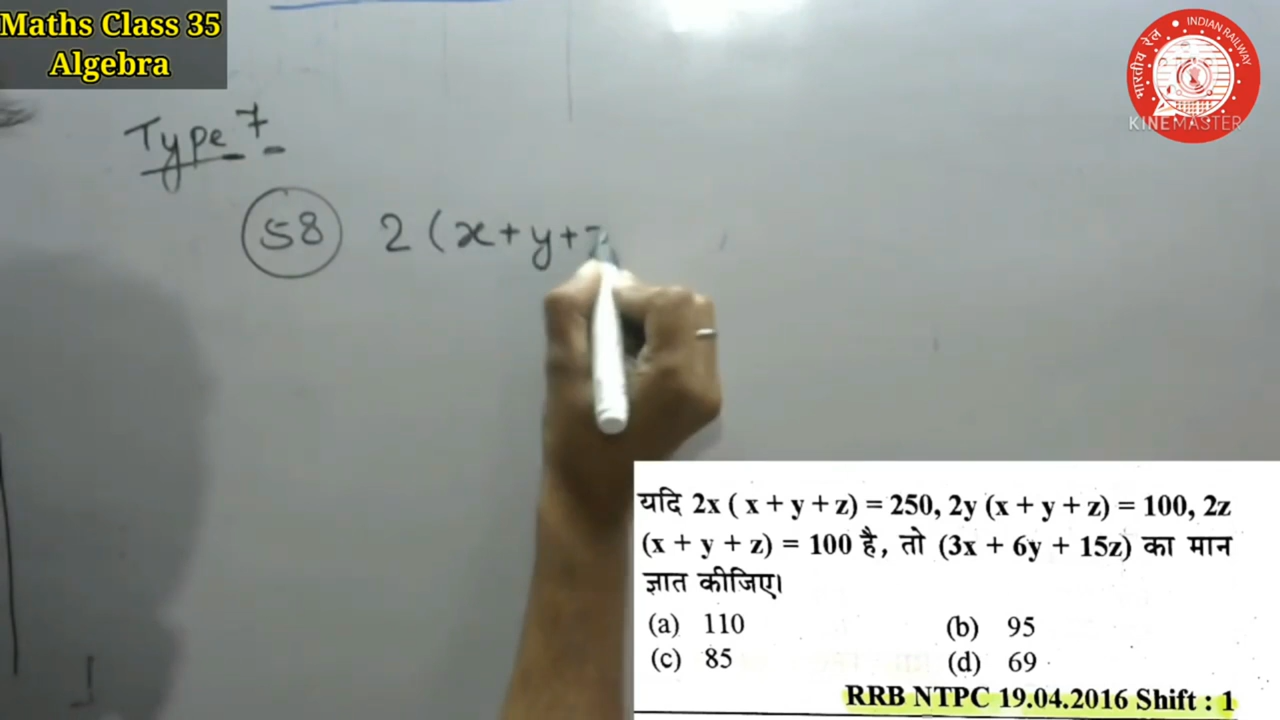 Maths Class 35
Algebra
भारतीय रेल
INDIAN RAILWAY
KINEMASTER
Type 7
58 2 (x+y+
यदि 2x ( x + y + z) = 250, 2y (x + y + z) = 100, 2z
(x + y + z) = 100 है, तो (3x + 6y + 15z) का मान
ज्ञात कीजिए।
(a) 110 (b) 95
(c) 85 (d) 69
RRB NTPC 19.04.2016 Shift : 1